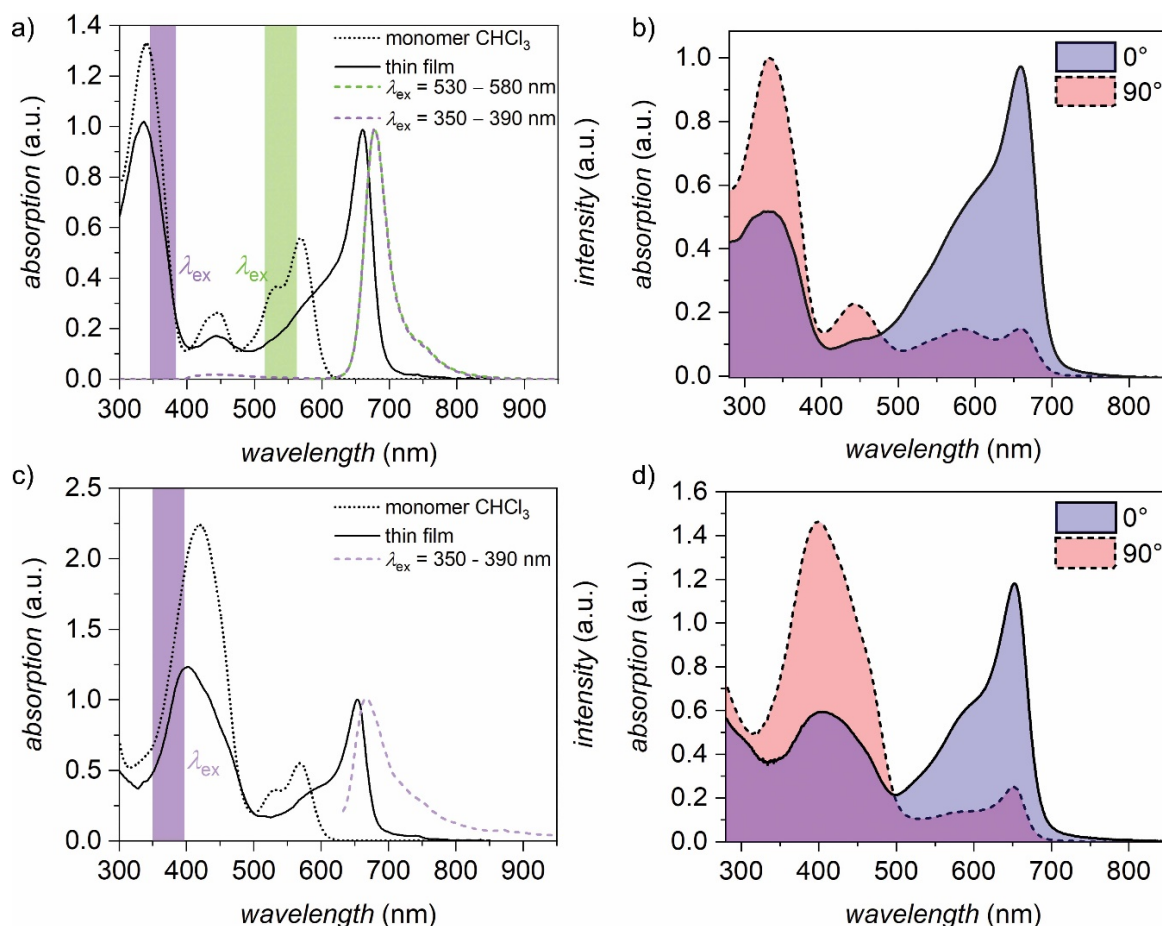 a)
absorption (a.u.)
1.4
1.2
1.0
0.8
0.6
0.4
0.2
0.0
monomer CHCl₃
thin film
λex = 530 – 580 nm
λex = 350 – 390 nm
λex
λex
300 400 500 600 700 800 900
wavelength (nm)
intensity (a.u.)
b)
absorption (a.u.)
1.0
0.8
0.6
0.4
0.2
0.0
0°
90°
300 400 500 600 700 800
wavelength (nm)
c)
absorption (a.u.)
2.5
2.0
1.5
1.0
0.5
0.0
monomer CHCl₃
thin film
λex = 350 - 390 nm
λex
300 400 500 600 700 800 900
wavelength (nm)
intensity (a.u.)
d)
absorption (a.u.)
1.6
1.4
1.2
1.0
0.8
0.6
0.4
0.2
0.0
0°
90°
300 400 500 600 700 800
wavelength (nm)